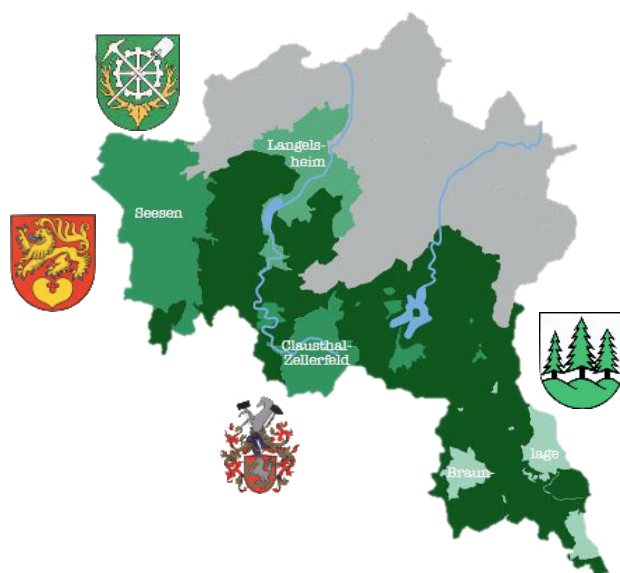 Langels-
heim
Seesen
Clausthal-
Zellerfeld
Braun-
lage